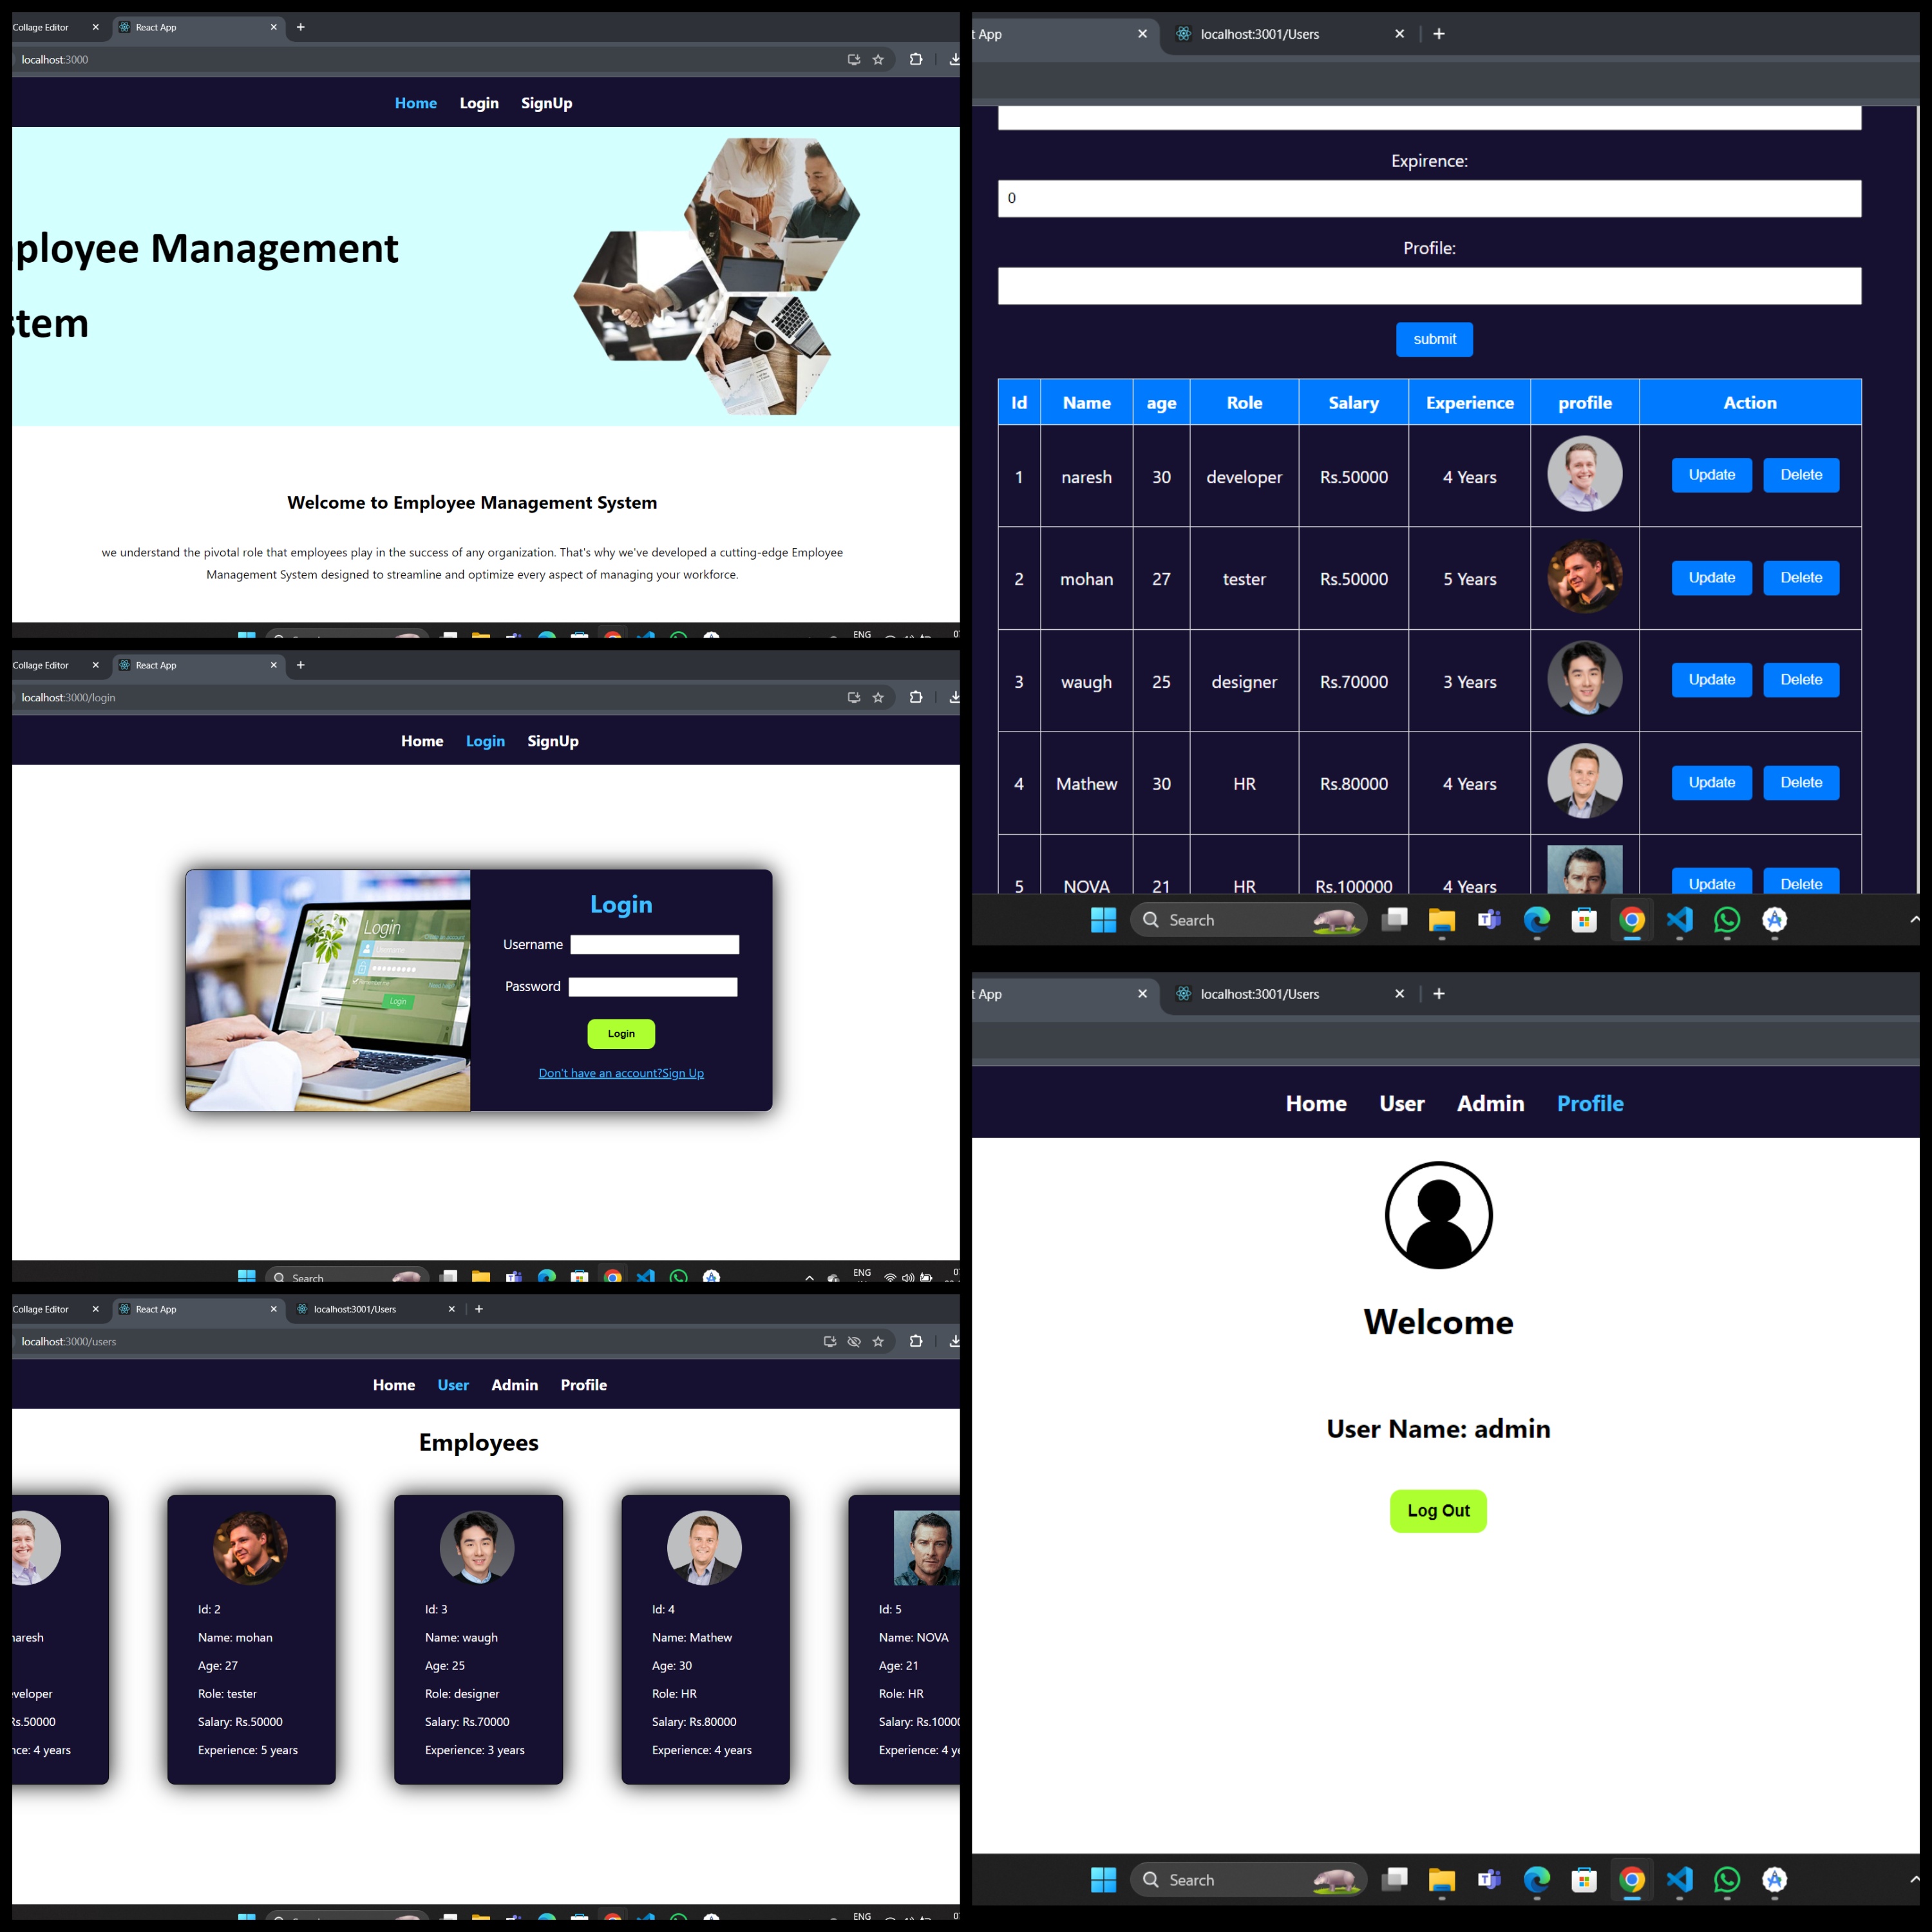 Collage Editor
React App
localhost:3000
Home Login SignUp
ployee Management
stem
Welcome to Employee Management System
we understand the pivotal role that employees play in the success of any organization. That's why we've developed a cutting-edge Employee
Management System designed to streamline and optimize every aspect of managing your workforce.
ENG
Collage Editor
React App
localhost:3000/login
Home Login SignUp
Login
Login
Login
Username
Password
Login
Don't have an account?Sign Up
Search
ENG
Collage Editor
React App
localhost:3001/Users
localhost:3000/users
Home User Admin Profile
Employees
aresh
veloper
Rs.50000
nce: 4 years
Id: 2
Name: mohan
Age: 27
Role: tester
Salary: Rs.50000
Experience: 5 years
Id: 3
Name: waugh
Age: 25
Role: designer
Salary: Rs.70000
Experience: 3 years
Id: 4
Name: Mathew
Age: 30
Role: HR
Salary: Rs.80000
Experience: 4 years
Id: 5
Name: NOVA
Age: 21
Role: HR
Salary: Rs.1000
Experience: 4 ye
ENG
t App
localhost:3001/Users
Expirence:
0
Profile:
submit
Id Name age Role Salary Experience profile Action
1 naresh 30 developer Rs.50000 4 Years Update Delete
2 mohan 27 tester Rs.50000 5 Years Update Delete
3 waugh 25 designer Rs.70000 3 Years Update Delete
4 Mathew 30 HR Rs.80000 4 Years Update Delete
5 NOVA 21 HR Rs.100000 4 Years Update Delete
Search
t App
localhost:3001/Users
Home User Admin Profile
Welcome
User Name: admin
Log Out
Search